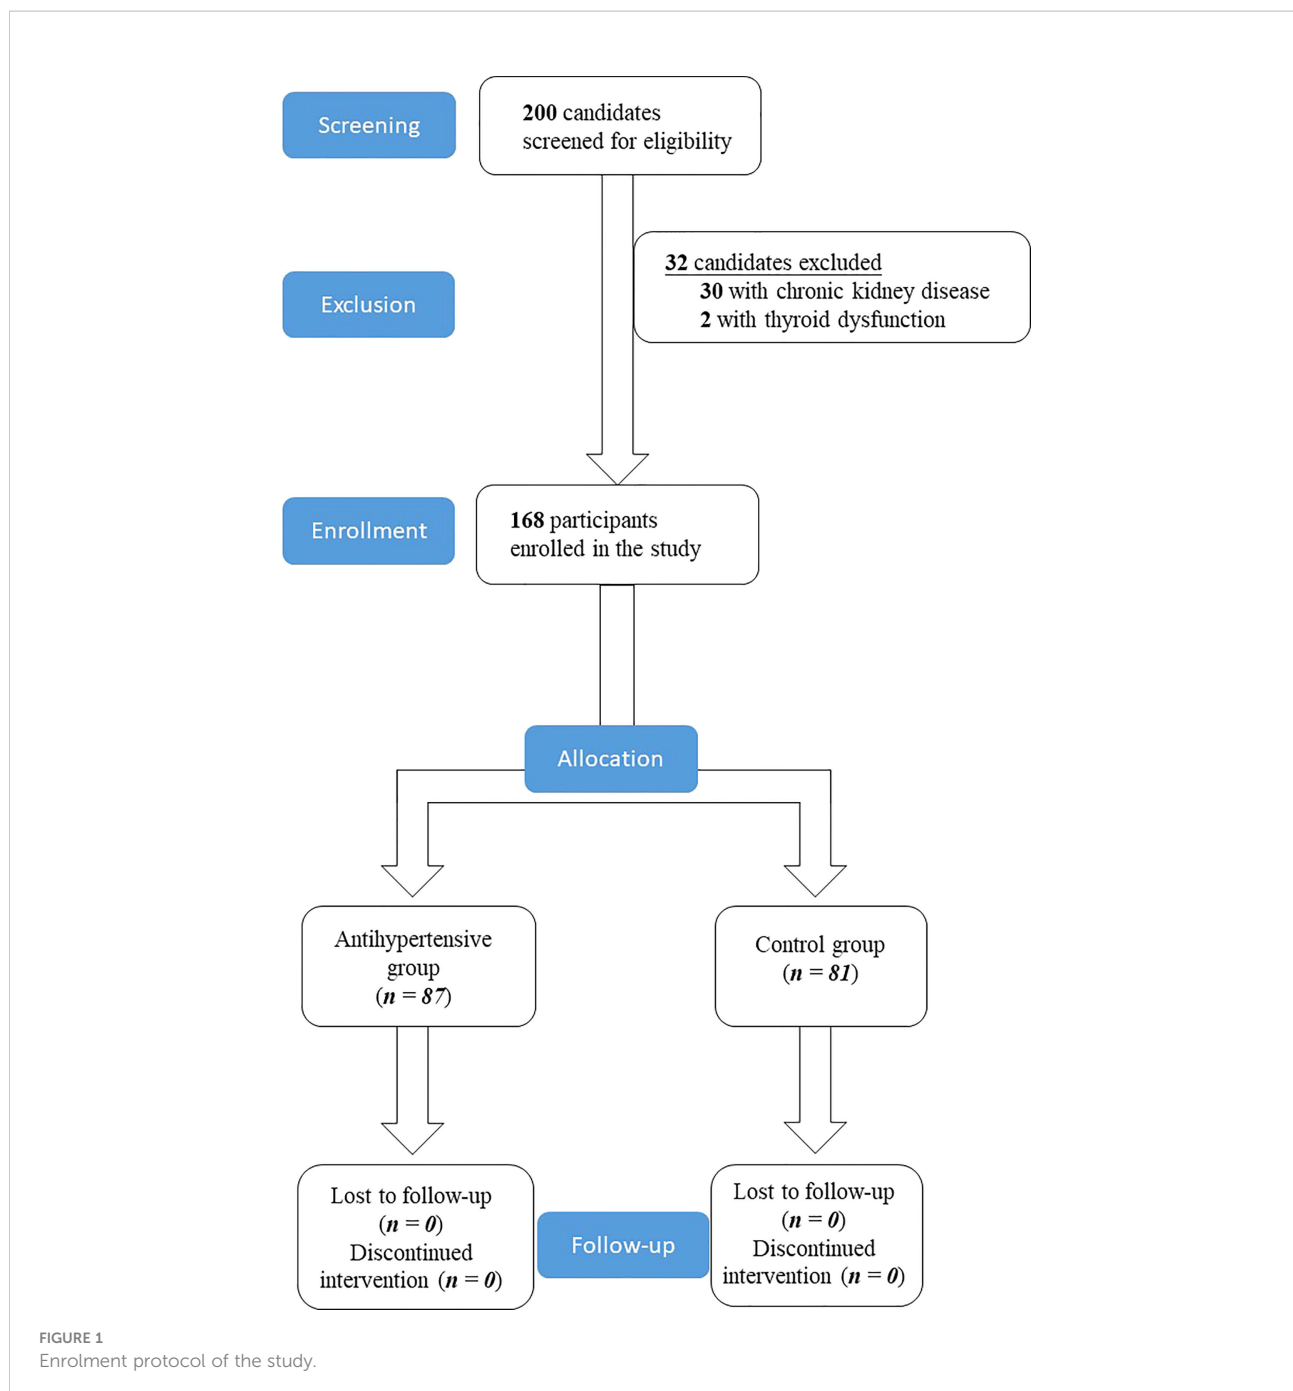 Screening
200 candidates
screened for eligibility
Exclusion
32 candidates excluded
30 with chronic kidney disease
2 with thyroid dysfunction
Enrollment
168 participants
enrolled in the study
Allocation
Antihypertensive
group
(n = 87)
Control group
(n = 81)
Lost to follow-up
(n = 0)
Discontinued
intervention (n = 0)
Follow-up
Lost to follow-up
(n = 0)
Discontinued
intervention (n = 0)
FIGURE 1
Enrolment protocol of the study.